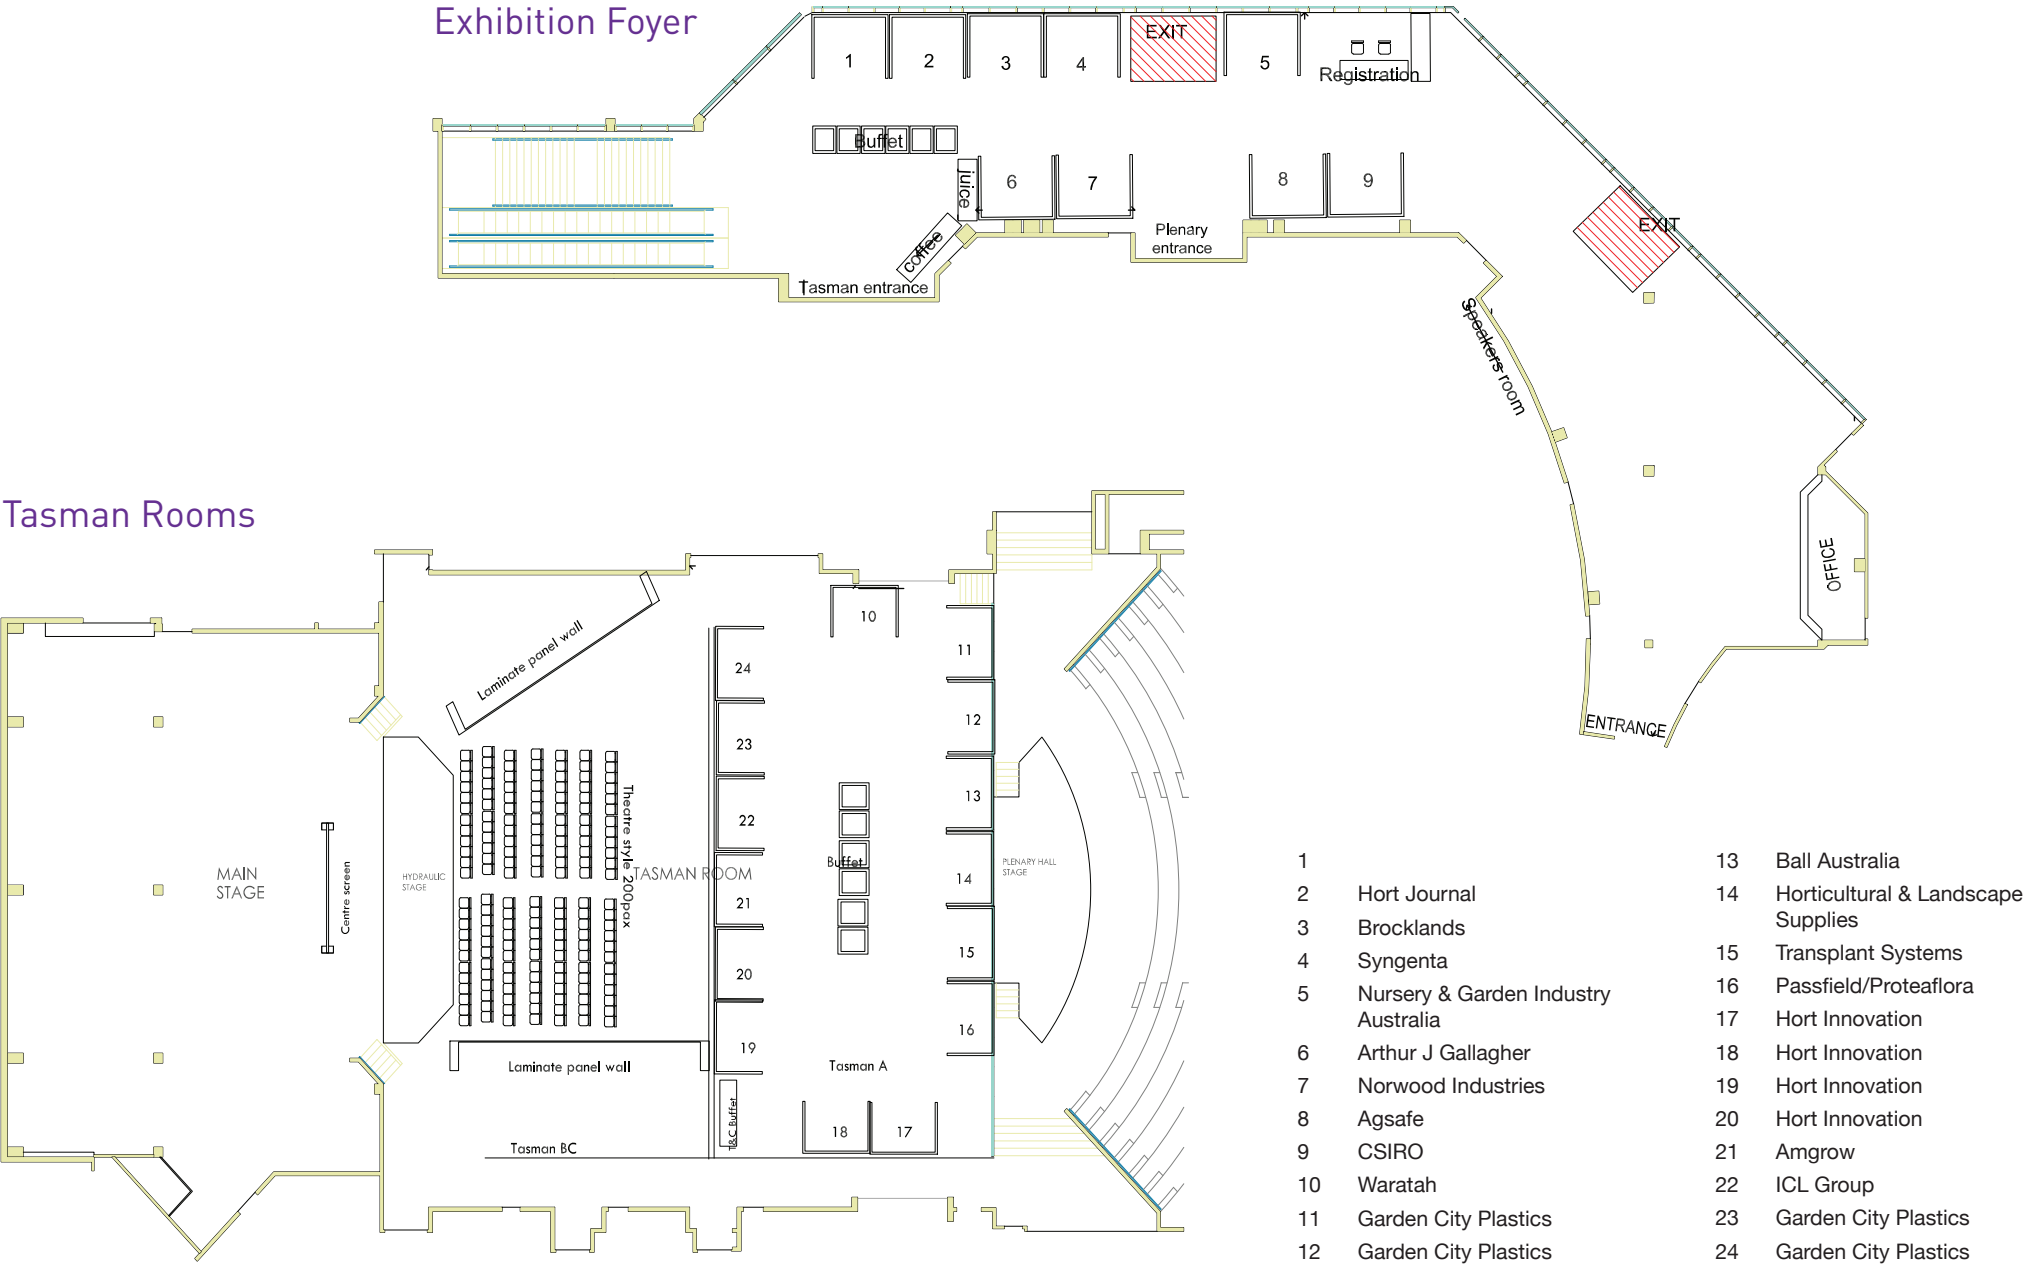 Exhibition Foyer
1
2
3
4
EXIT
5
Registration
Buffet
juice
6
7
8
9
coffee
Plenary
entrance
Tasman entrance
EXIT
Speakers room
OFFICE
ENTRANCE
Tasman Rooms
Laminate panel wall
10
24
11
23
12
22
13
Theatre style 200pax
MAIN
STAGE
Centre screen
HYDRAULIC
STAGE
TASMAN ROOM
Buffet
PLENARY HALL
STAGE
21
14
20
15
19
16
Laminate panel wall
Tasman A
T&C Buffet
18
17
Tasman BC
1
2 Hort Journal
3 Brocklands
4 Syngenta
5 Nursery & Garden Industry
Australia
6 Arthur J Gallagher
7 Norwood Industries
8 Agsafe
9 CSIRO
10 Waratah
11 Garden City Plastics
12 Garden City Plastics
13 Ball Australia
14 Horticultural & Landscape
Supplies
15 Transplant Systems
16 Passfield/Proteaflora
17 Hort Innovation
18 Hort Innovation
19 Hort Innovation
20 Hort Innovation
21 Amgrow
22 ICL Group
23 Garden City Plastics
24 Garden City Plastics